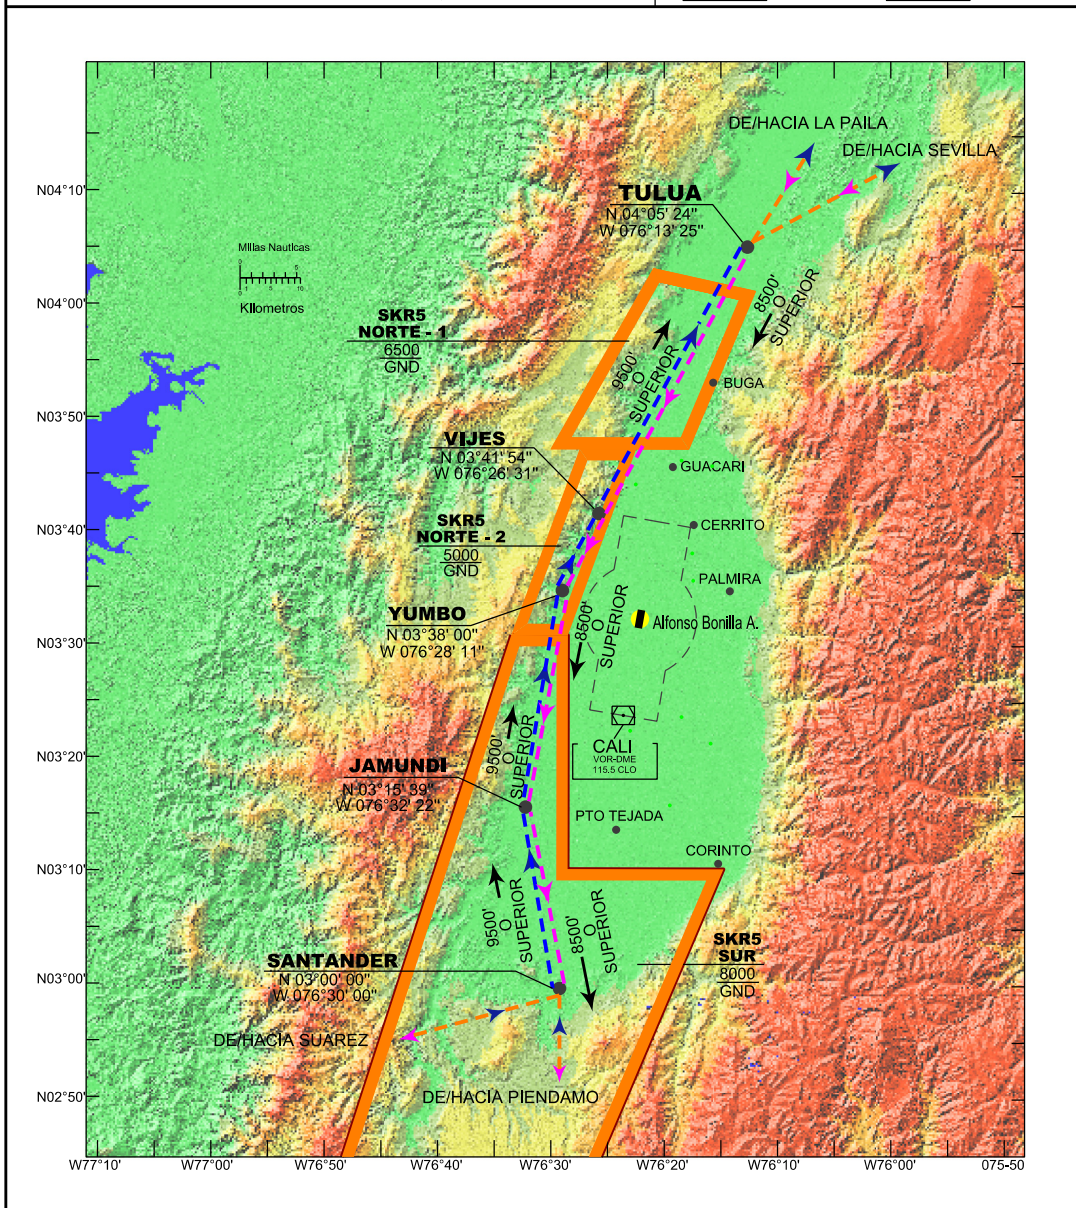 DE/HACIA LA PAILA
DE/HACIA SEVILLA
N04°10'
TULUA
N 04°05' 24"
W 076°13' 25"
Millas Nauticas
0
5
0
1
5
10
Kilometros
N04°00'
8500'
O
SUPERIOR
SKR5
NORTE - 1
6500
GND
9500'
O
SUPERIOR
BUGA
N03°50'
VIJES
N 03°41' 54"
W 076°26' 31"
GUACARI
N03°40'
SKR5
NORTE - 2
5000
GND
CERRITO
PALMIRA
YUMBO
N 03°38' 00"
W 076°28' 11"
8500'
O
SUPERIOR
Alfonso Bonilla A.
N03°30'
CALI
VOR-DME
115.5 CLO
9500'
O
SUPERIOR
N03°20'
JAMUNDI
N 03°15' 39"
W 076°32' 22"
PTO TEJADA
CORINTO
N03°10'
9500'
O
SUPERIOR
8500'
O
SUPERIOR
SKR5
SUR
8000
GND
SANTANDER
N 03°00' 00"
W 076°30' 00"
N03°00'
DE/HACIA SUAREZ
DE/HACIA PIENDAMO
N02°50'
W77°10'
W77°00'
W76°50'
W76°40'
W76°30'
W76°20'
W76°10'
W76°00'
075-50